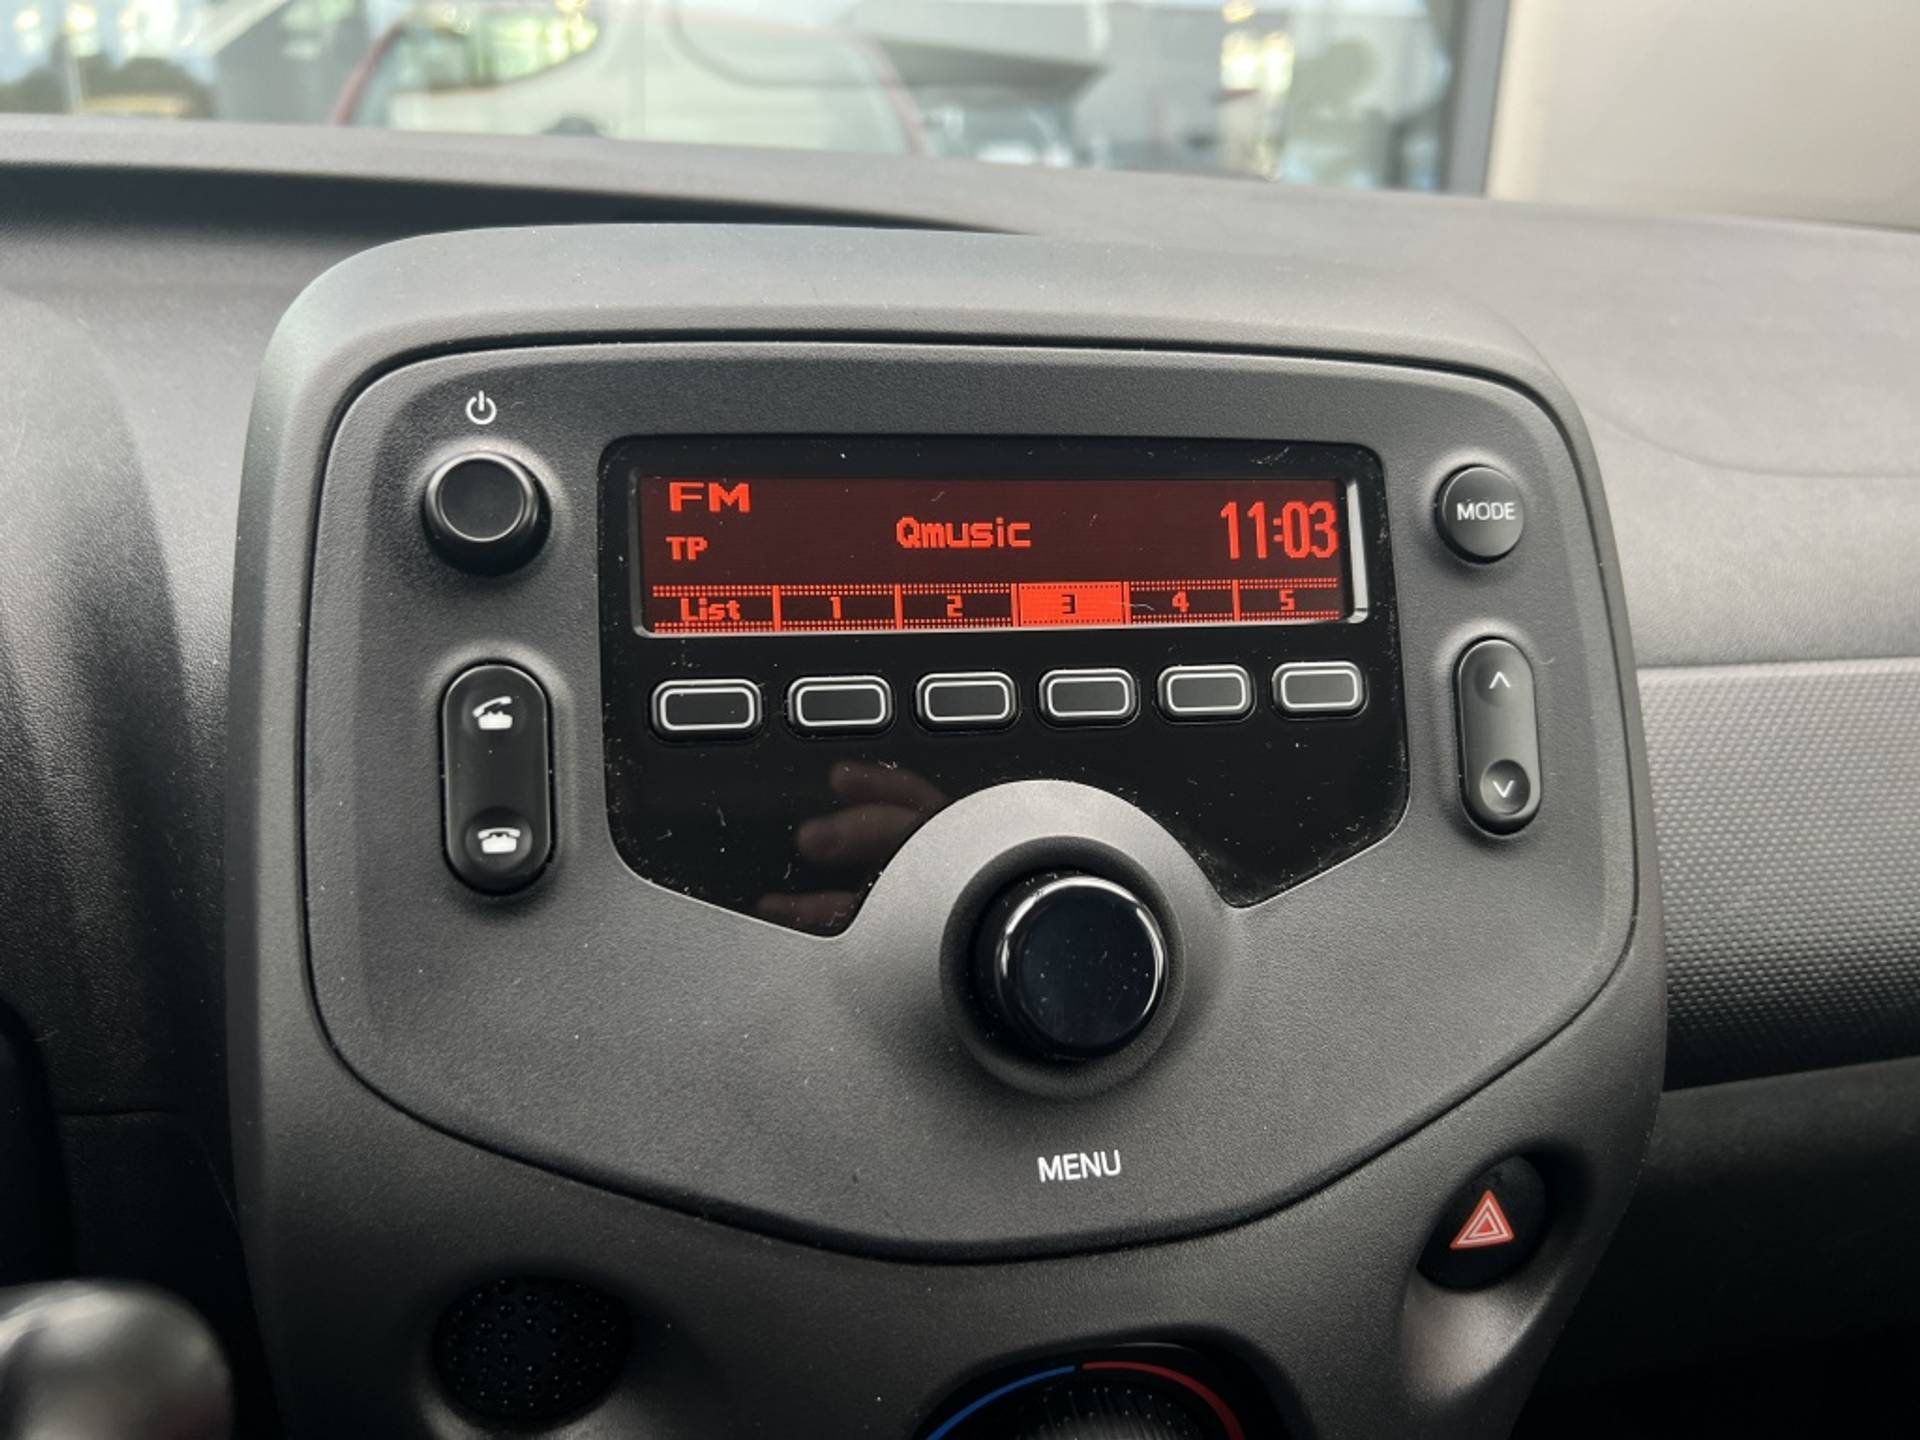 FM
TP
Qmusic
11:03
List 1 2 3 4 5
MODE
MENU